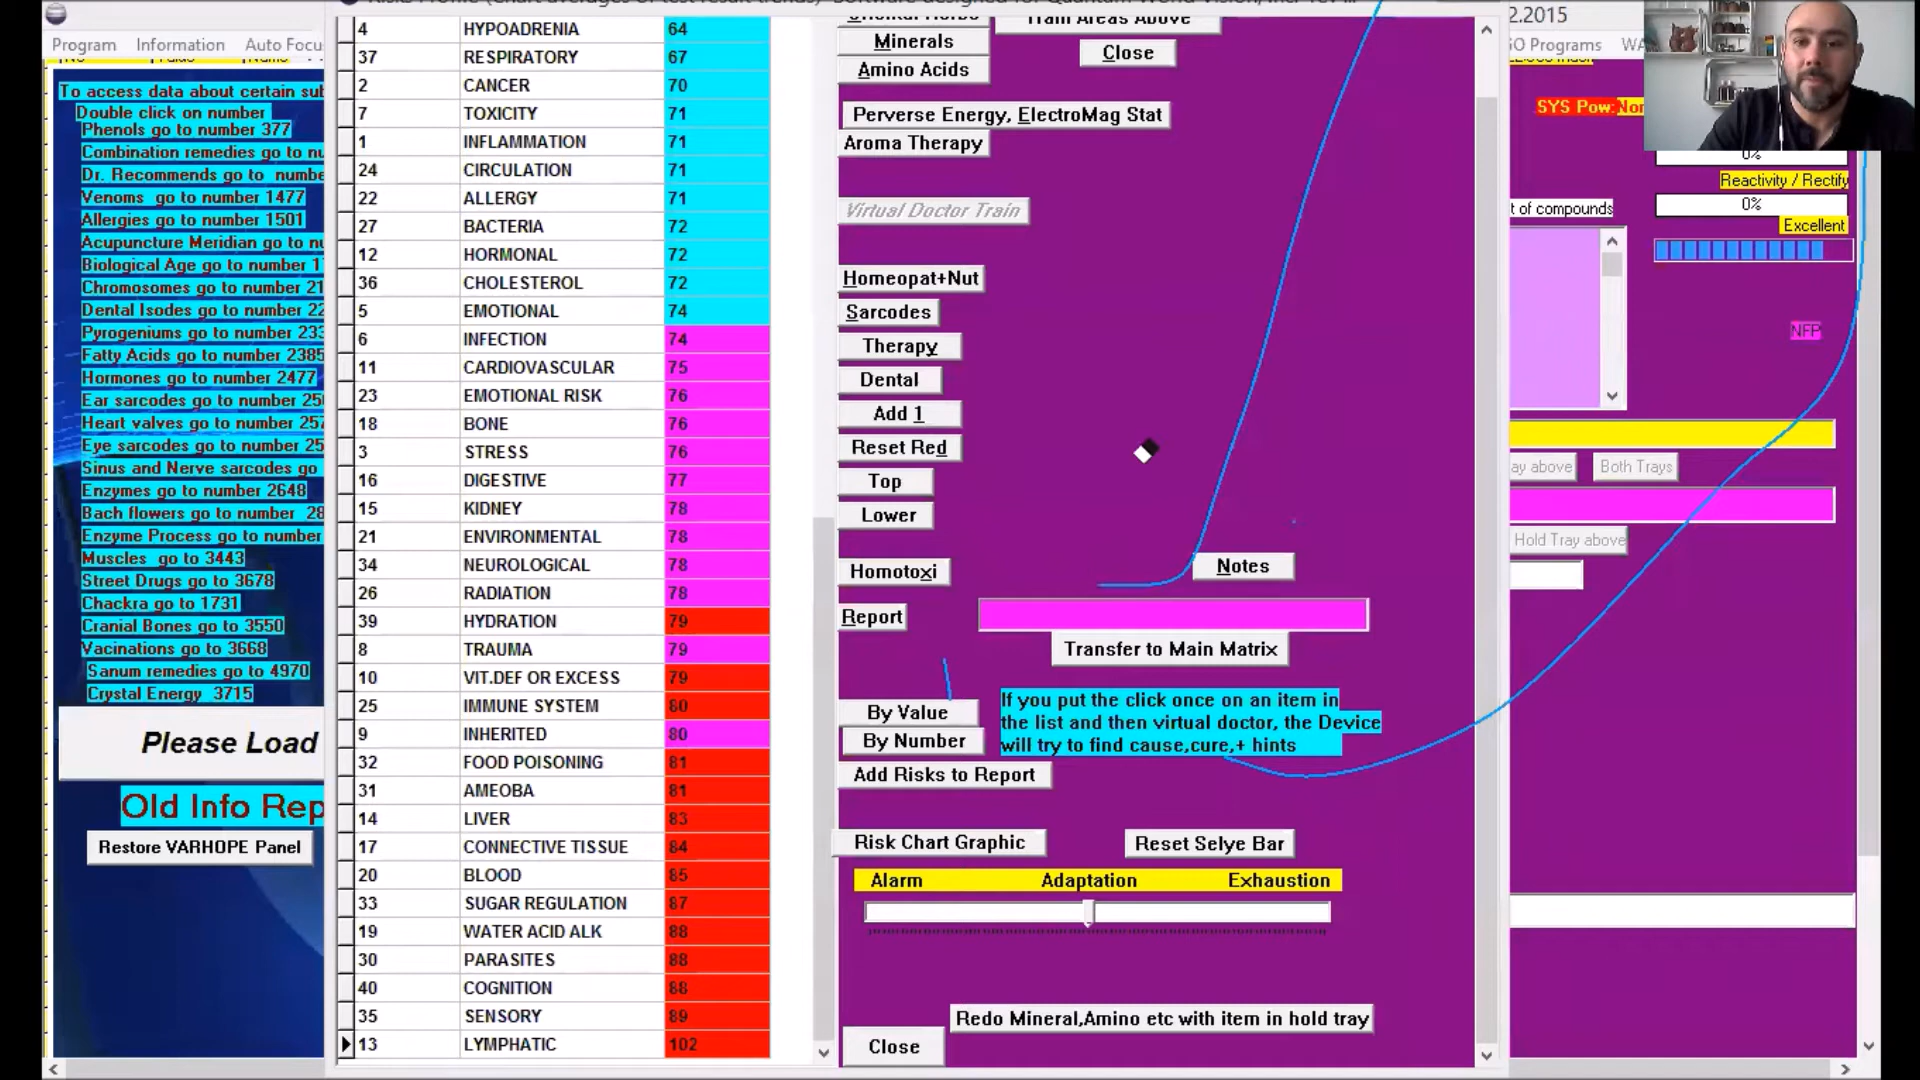 2.2015
Program Information Auto Focu
GO Programs WA
To access data about certain sub
Double click on number
Phenols go to number 377
Combination remedies go to nu
Dr. Recommends go to numbe
Venoms go to number 1477
Allergies go to number 1501
Acupuncture Meridian go to nu
Biological Age go to number 1
Chromosomes go to number 21
Dental Isodes go to number 22
Pyrogeniums go to number 233
Fatty Acids go to number 2385
Hormones go to number 2477
Ear sarcodes go to number 25
Heart valves go to number 257
Eye sarcodes go to number 25
Sinus and Nerve sarcodes go
Enzymes go to number 2648
Bach flowers go to number 28
Enzyme Process go to number
Muscles go to 3443
Street Drugs go to 3678
Chackra go to 1731
Cranial Bones go to 3550
Vacinations go to 3668
Sanum remedies go to 4970
Crystal Energy 3715
Please Load
Old Info Rep
Restore VARHOPE Panel
4 HYPOADRENIA 64
37 RESPIRATORY 67
2 CANCER 70
7 TOXICITY 71
1 INFLAMMATION 71
24 CIRCULATION 71
22 ALLERGY 71
27 BACTERIA 72
12 HORMONAL 72
36 CHOLESTEROL 72
5 EMOTIONAL 74
6 INFECTION 74
11 CARDIOVASCULAR 75
23 EMOTIONAL RISK 76
18 BONE 76
3 STRESS 76
16 DIGESTIVE 77
15 KIDNEY 78
21 ENVIRONMENTAL 78
34 NEUROLOGICAL 78
26 RADIATION 78
39 HYDRATION 79
8 TRAUMA 79
10 VIT.DEF OR EXCESS 79
25 IMMUNE SYSTEM 80
9 INHERITED 80
32 FOOD POISONING 81
31 AMEOBA 81
14 LIVER 83
17 CONNECTIVE TISSUE 84
20 BLOOD 85
33 SUGAR REGULATION 87
19 WATER ACID ALK 88
30 PARASITES 88
40 COGNITION 88
35 SENSORY 89
13 LYMPHATIC 102
Train Areas Above
Minerals
Close
Amino Acids
Perverse Energy, ElectroMag Stat
Aroma Therapy
Virtual Doctor Train
Homeopat+Nut
Sarcodes
Therapy
Dental
Add 1
Reset Red
Top
Lower
Notes
Homotoxi
Report
Transfer to Main Matrix
By Value
By Number
If you put the click once on an item in
the list and then virtual doctor, the Device
will try to find cause,cure,+ hints
Add Risks to Report
Risk Chart Graphic
Reset Selye Bar
Alarm Adaptation Exhaustion
Redo Mineral,Amino etc with item in hold tray
Close
SYS Pow:Nor
0%
Reactivity / Rectify
0%
t of compounds
Excellent
NFP
ay above
Both Trays
Hold Tray above